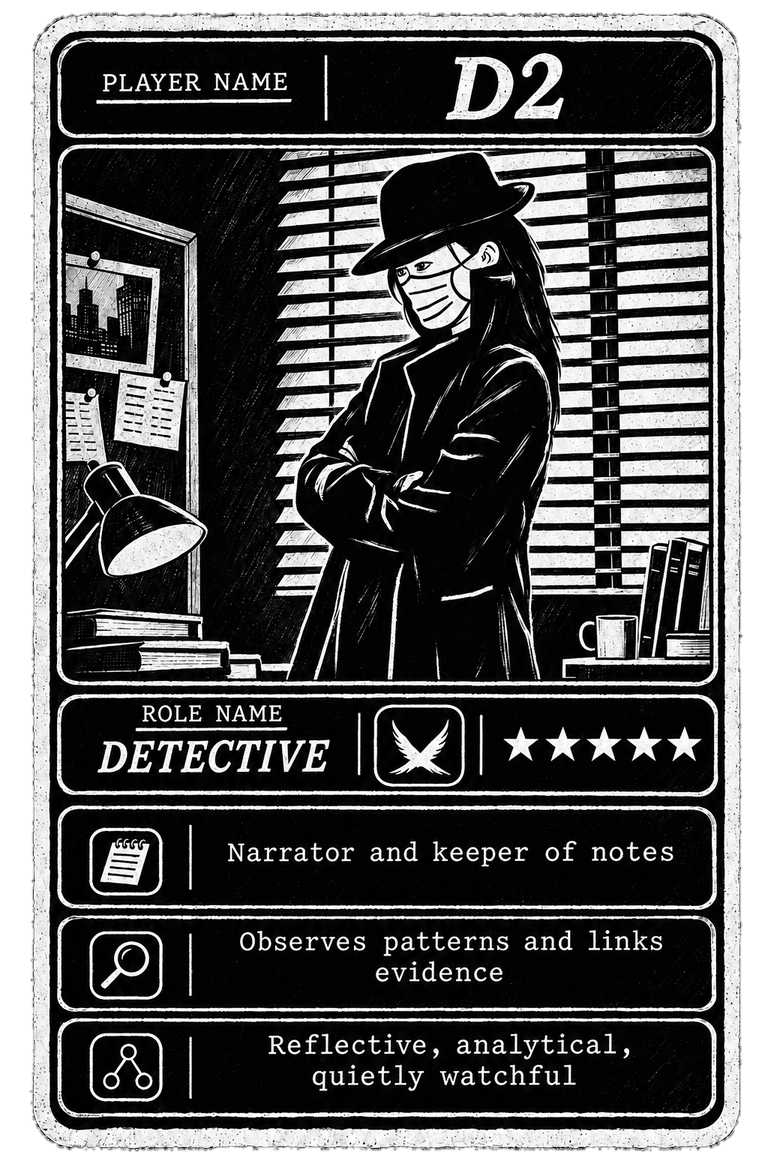 PLAYER NAME
D2
ROLE NAME
DETECTIVE
Narrator and keeper of notes
Observes patterns and links
evidence
Reflective, analytical,
quietly watchful